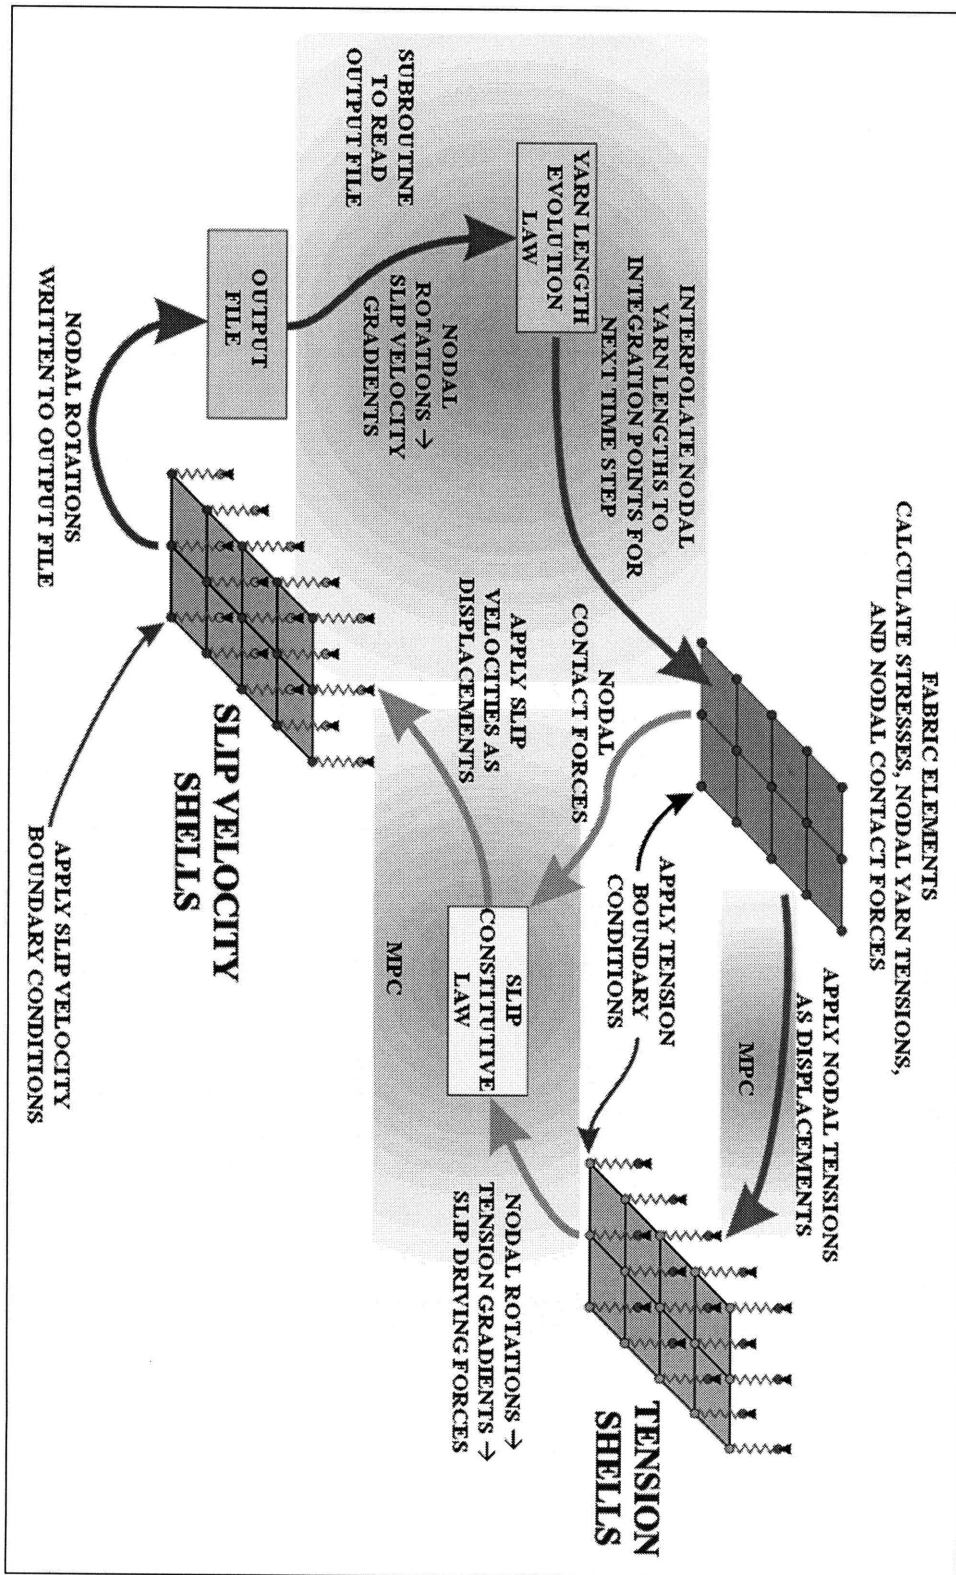 FABRIC ELEMENTS
CALCULATE STRESSES, NODAL YARN TENSIONS,
AND NODAL CONTACT FORCES
APPLY NODAL TENSIONS
AS DISPLACEMENTS
MPC
TENSION
SHELLS
INTERPOLATE NODAL
YARN LENGTHS TO
INTEGRATION POINTS FOR
NEXT TIME STEP
APPLY TENSION
BOUNDARY
CONDITIONS
NODAL
CONTACT FORCES
YARN LENGTH
EVOLUTION
LAW
SLIP
CONSTITUTIVE
LAW
NODAL ROTATIONS →
TENSION GRADIENTS →
SLIP DRIVING FORCES
APPLY SLIP
VELOCITIES AS
DISPLACEMENTS
MPC
NODAL
ROTATIONS →
SLIP VELOCITY
GRADIENTS
SUBROUTINE
TO READ
OUTPUT FILE
OUTPUT
FILE
SLIP VELOCITY
SHELLS
NODAL ROTATIONS
WRITTEN TO OUTPUT FILE
APPLY SLIP VELOCITY
BOUNDARY CONDITIONS